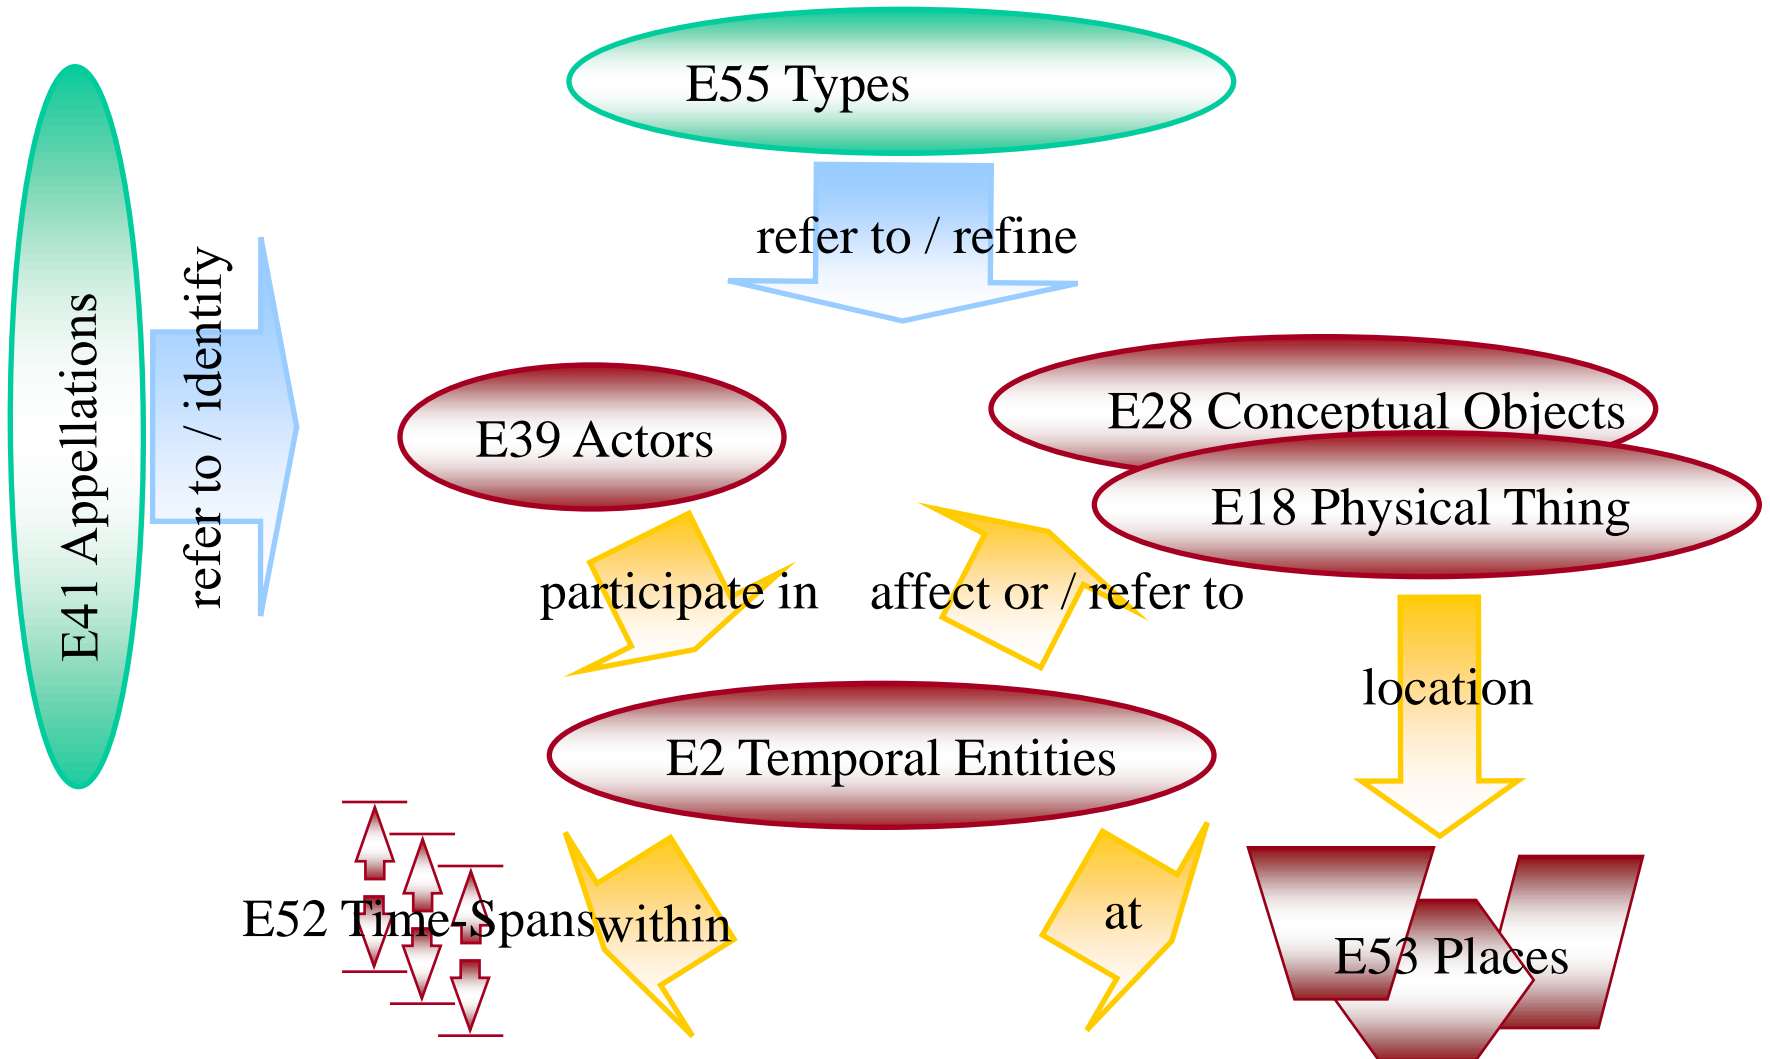 E55 Types
refer to / refine
E41 Appellations
refer to / identify
E39 Actors
E28 Conceptual Objects
E18 Physical Thing
participate in
affect or / refer to
location
E2 Temporal Entities
E52 Time-Spans
within
at
E53 Places